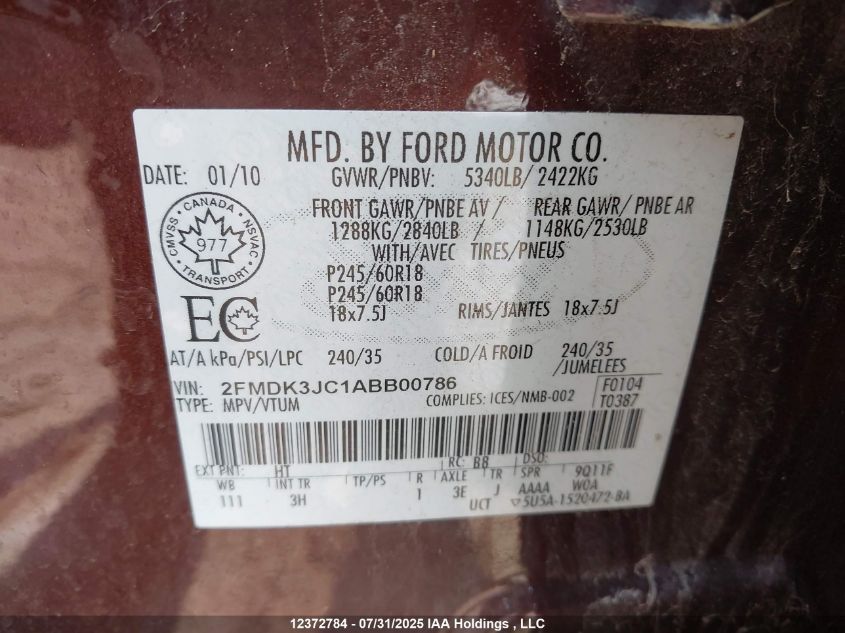 MFD. BY FORD MOTOR CO.
DATE: 01/10 GVWR/PNBV: 5340LB/ 2422KG
FRONT GAWR/PNBE AV / REAR GAWR/ PNBE AR
1288KG/2840LB / 1148KG/2530LB
WITH/AVEC TIRES/PNEUS
P245/60R18
P245/60R18
18x7.5J RIMS/JANTES 18x7.5J
CANADA
CMVSS 977 NSVAC
TRANSPORT
EC
AT/A kPa/PSI/LPC 240/35 COLD/A FROID 240/35
/JUMELEES
VIN: 2FMDK3JC1ABB00786 F0104
TYPE: MPV/VTUM COMPLIES: ICES/NMB-002 T0387
EXT PNT: HT RC: B8 DSO:
WB INT TR TP/PS R AXLE TR SPR 9Q11F
111 3H 1 3E J AAAA WOA
UCT ▽5U5A-1520472-BA
12372784 - 07/31/2025 IAA Holdings, LLC